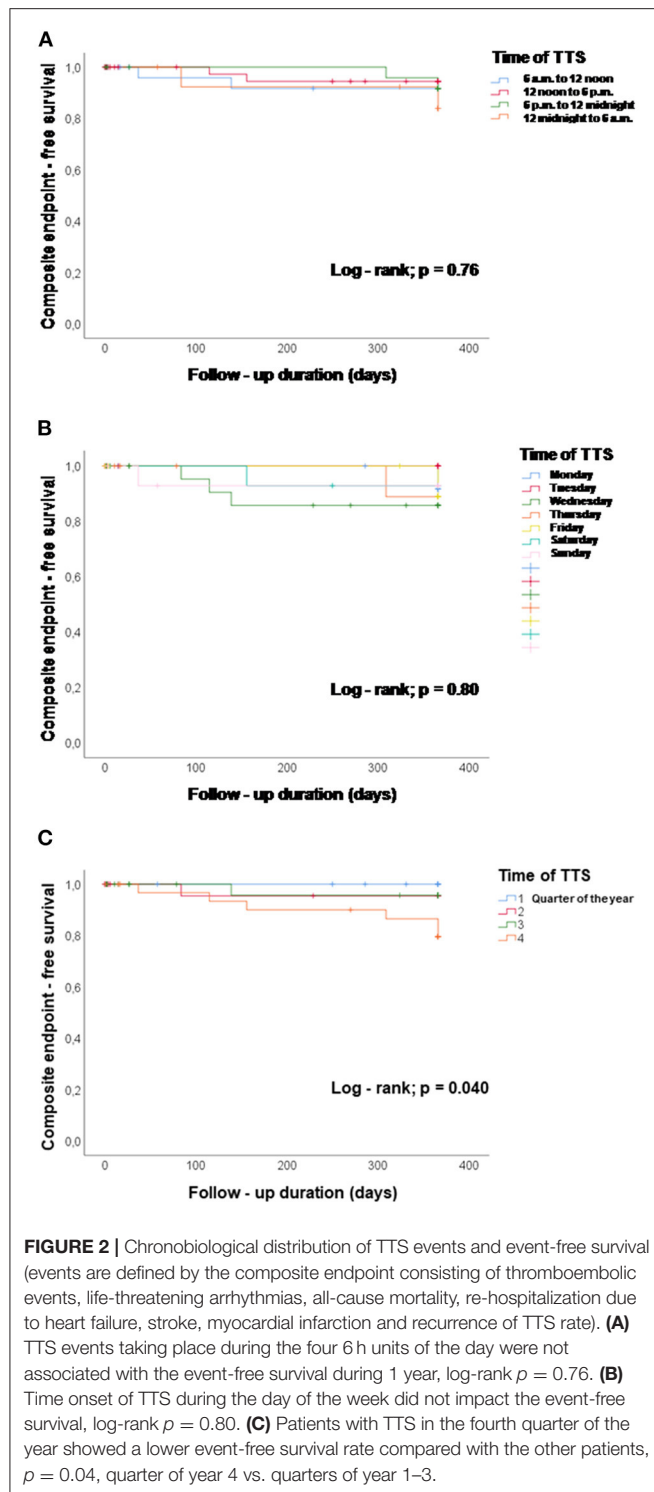 A
Time of TTS
6 a.m. to 12 noon
12 noon to 6 p.m.
6 p.m. to 12 midnight
12 midnight to 6 a.m.
Composite endpoint - free survival
1,0
0,8
0,6
0,4
0,2
0,0
Log - rank; p = 0.76
0 100 200 300 400
Follow - up duration (days)
B
Time of TTS
Monday
Tuesday
Wednesday
Thursday
Friday
Saturday
Sunday
Composite endpoint - free survival
1,0
0,8
0,6
0,4
0,2
0,0
Log - rank; p = 0.80
0 100 200 300 400
Follow - up duration (days)
C
Time of TTS
1 Quarter of the year
2
3
4
Composite endpoint - free survival
1,0
0,8
0,6
0,4
0,2
0,0
Log - rank; p = 0.040
0 100 200 300 400
Follow - up duration (days)
FIGURE 2 | Chronobiological distribution of TTS events and event-free survival
(events are defined by the composite endpoint consisting of thromboembolic
events, life-threatening arrhythmias, all-cause mortality, re-hospitalization due
to heart failure, stroke, myocardial infarction and recurrence of TTS rate). (A)
TTS events taking place during the four 6 h units of the day were not
associated with the event-free survival during 1 year, log-rank p = 0.76. (B)
Time onset of TTS during the day of the week did not impact the event-free
survival, log-rank p = 0.80. (C) Patients with TTS in the fourth quarter of the
year showed a lower event-free survival rate compared with the other patients,
p = 0.04, quarter of year 4 vs. quarters of year 1–3.